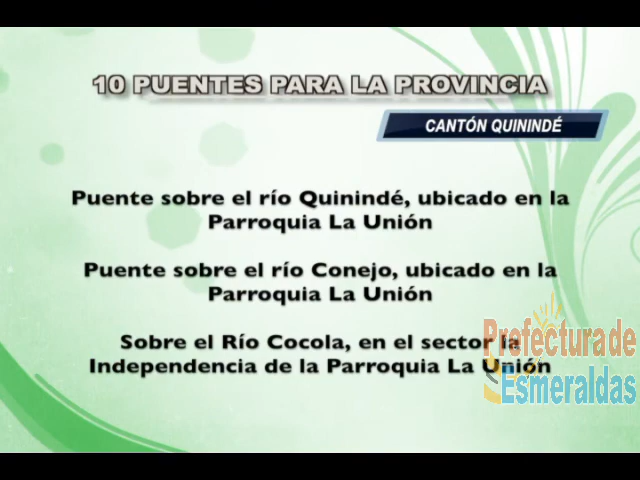 10 PUENTES PARA LA PROVINCIA
CANTÓN QUININDÉ
Puente sobre el río Quinindé, ubicado en la
Parroquia La Unión
Puente sobre el río Conejo, ubicado en la
Parroquia La Unión
Sobre el Río Cocola, en el sector la
Independencia de la Parroquia La Unión
Prefectura de
Esmeraldas